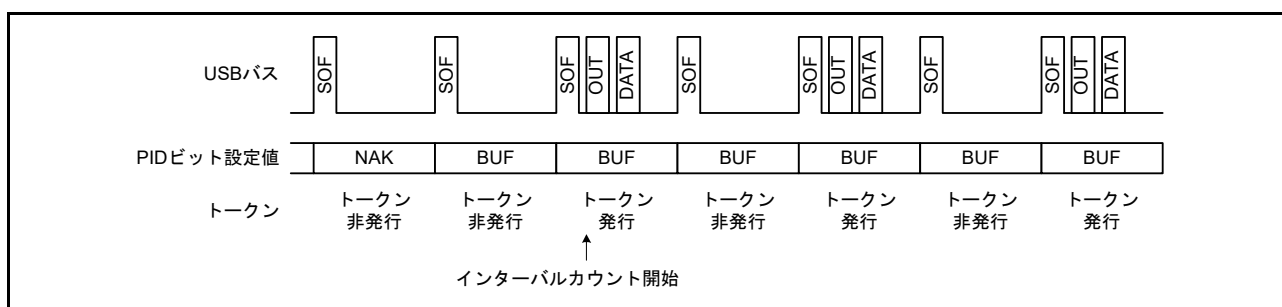 USBバス
SOF
SOF
SOF
OUT
DATA
SOF
SOF
OUT
DATA
SOF
SOF
OUT
DATA
PIDビット設定値
NAK
BUF
BUF
BUF
BUF
BUF
BUF
トークン
トークン
非発行
トークン
非発行
トークン
発行
トークン
非発行
トークン
発行
トークン
非発行
トークン
発行
インターバルカウント開始